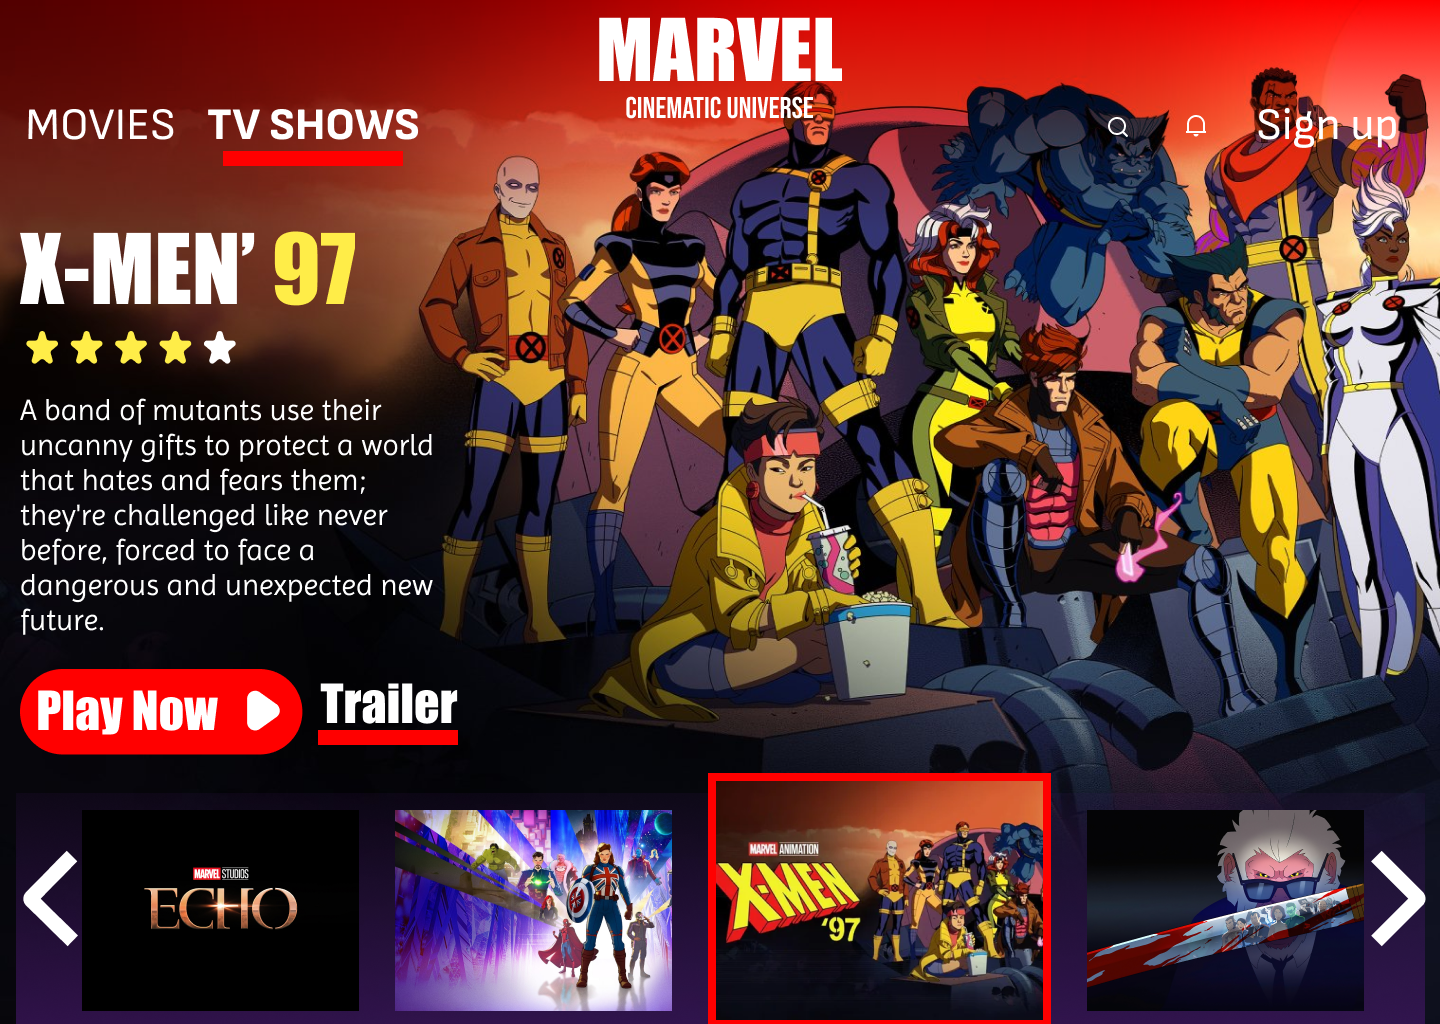 MARVEL
CINEMATIC UNIVERSE
MOVIES TV SHOWS Sign up
X-MEN’ 97
A band of mutants use their
uncanny gifts to protect a world
that hates and fears them;
they're challenged like never
before, forced to face a
dangerous and unexpected new
future.
Play Now Trailer
MARVEL STUDIOS
ECHO
MARVEL ANIMATION
X-MEN
‘97